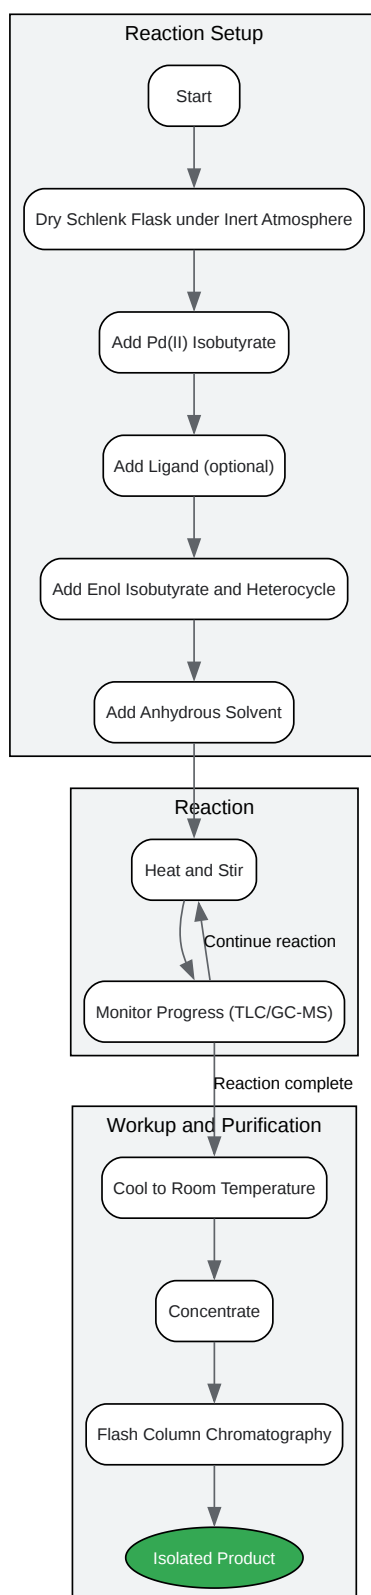 Reaction Setup
Start
Dry Schlenk Flask under Inert Atmosphere
Add Pd(II) Isobutyrate
Add Ligand (optional)
Add Enol Isobutyrate and Heterocycle
Add Anhydrous Solvent
Reaction
Heat and Stir
Continue reaction
Monitor Progress (TLC/GC-MS)
Reaction complete
Workup and Purification
Cool to Room Temperature
Concentrate
Flash Column Chromatography
Isolated Product